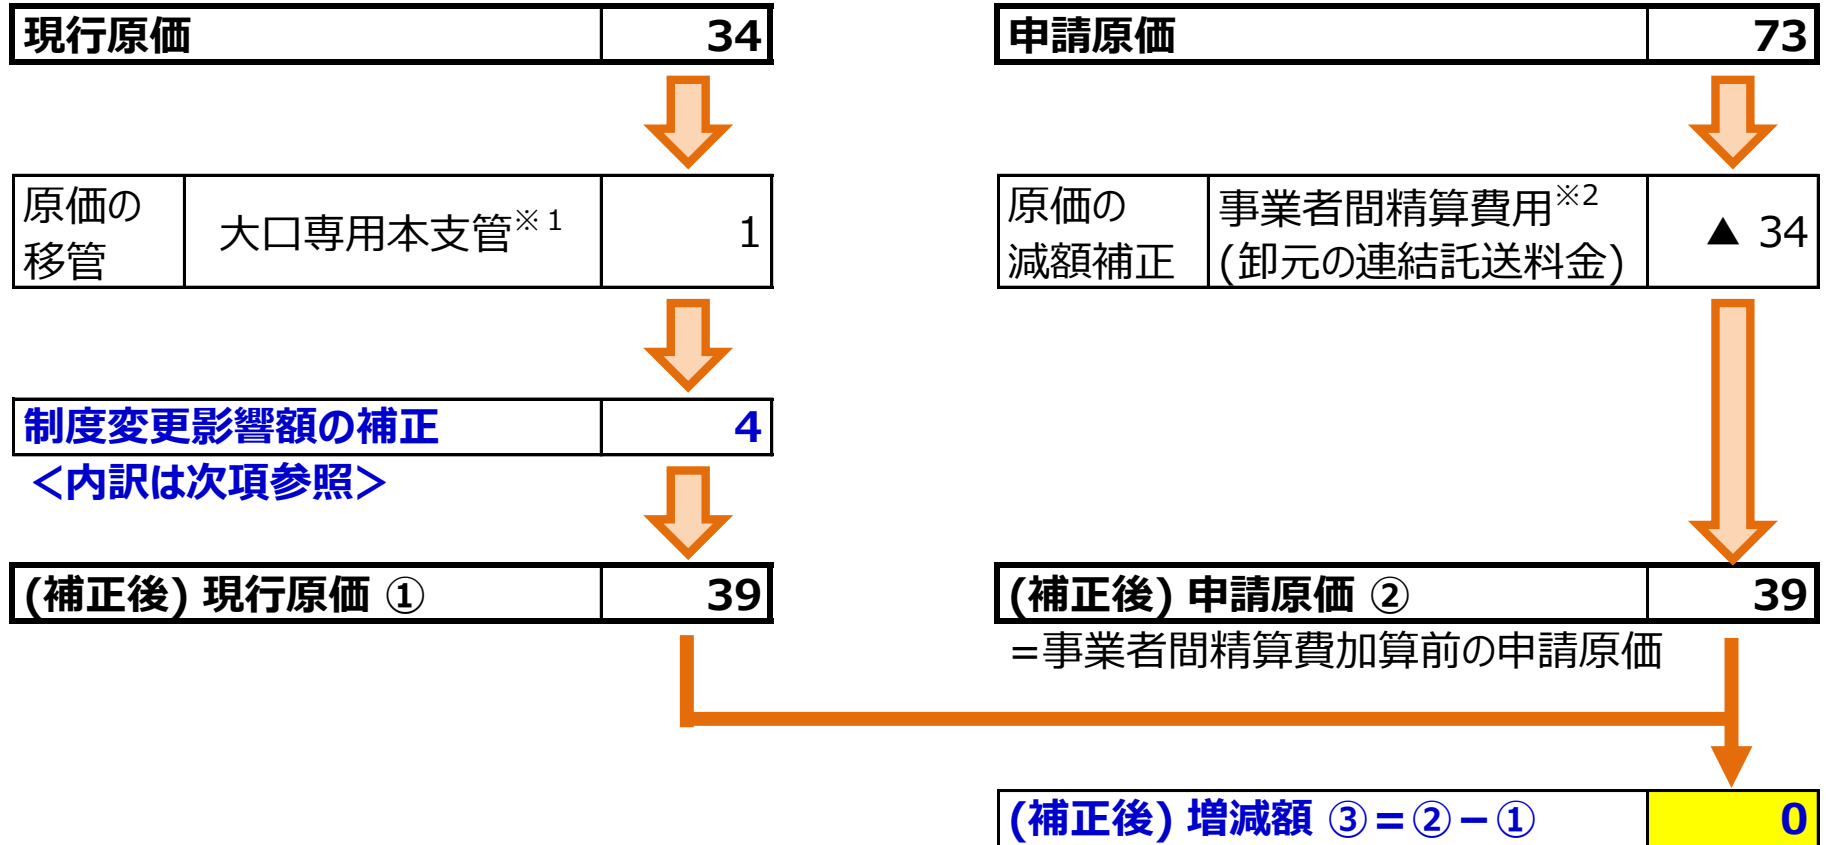 現行原価 34
原価の
移管
大口専用本支管※1 1
制度変更影響額の補正 4
<内訳は次項参照>
(補正後) 現行原価 ① 39
申請原価 73
原価の
減額補正
事業者間精算費用※2
(卸元の連結託送料金)
▲ 34
(補正後) 申請原価 ② 39
=事業者間精算費加算前の申請原価
(補正後) 増減額 ③=②-① 0